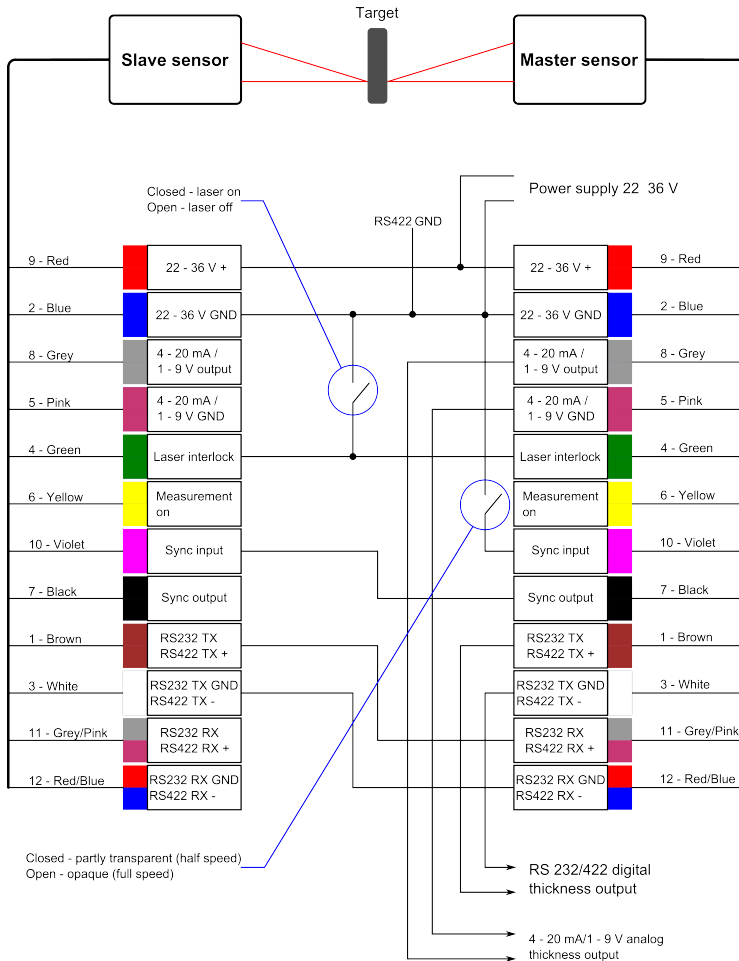 Target
Slave sensor
Master sensor
Closed - laser on
Open - laser off
Power supply 22 36 V
RS422 GND
9 - Red
22 - 36 V +
22 - 36 V +
9 - Red
2 - Blue
22 - 36 V GND
22 - 36 V GND
2 - Blue
8 - Grey
4 - 20 mA /
1 - 9 V output
4 - 20 mA /
1 - 9 V output
8 - Grey
5 - Pink
4 - 20 mA /
1 - 9 V GND
4 - 20 mA /
1 - 9 V GND
5 - Pink
4 - Green
Laser interlock
Laser interlock
4 - Green
6 - Yellow
Measurement
on
Measurement
on
6 - Yellow
10 - Violet
Sync input
Sync input
10 - Violet
7 - Black
Sync output
Sync output
7 - Black
1 - Brown
RS232 TX
RS422 TX +
RS232 TX
RS422 TX +
1 - Brown
3 - White
RS232 TX GND
RS422 TX -
RS232 TX GND
RS422 TX -
3 - White
11 - Grey/Pink
RS232 RX
RS422 RX +
RS232 RX
RS422 RX +
11 - Grey/Pink
12 - Red/Blue
RS232 RX GND
RS422 RX -
RS232 RX GND
RS422 RX -
12 - Red/Blue
Closed - partly transparent (half speed)
Open - opaque (full speed)
RS 232/422 digital
thickness output
4 - 20 mA/1 - 9 V analog
thickness output